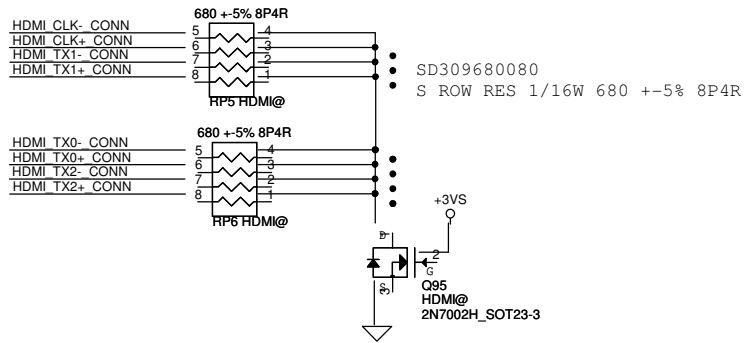 680 +-5% 8P4R
HDMI_CLK-_CONN 5 4
HDMI_CLK+_CONN 6 3
HDMI_TX1-_CONN 7 2
HDMI_TX1+_CONN 8 1
RP5 HDMI@
SD309680080
S ROW RES 1/16W 680 +-5% 8P4R
680 +-5% 8P4R
HDMI_TX0-_CONN 5 4
HDMI_TX0+_CONN 6 3
HDMI_TX2-_CONN 7 2
HDMI_TX2+_CONN 8 1
RP6 HDMI@
+3VS
D 1
2
G
S 3
Q95
HDMI@
2N7002H_SOT23-3